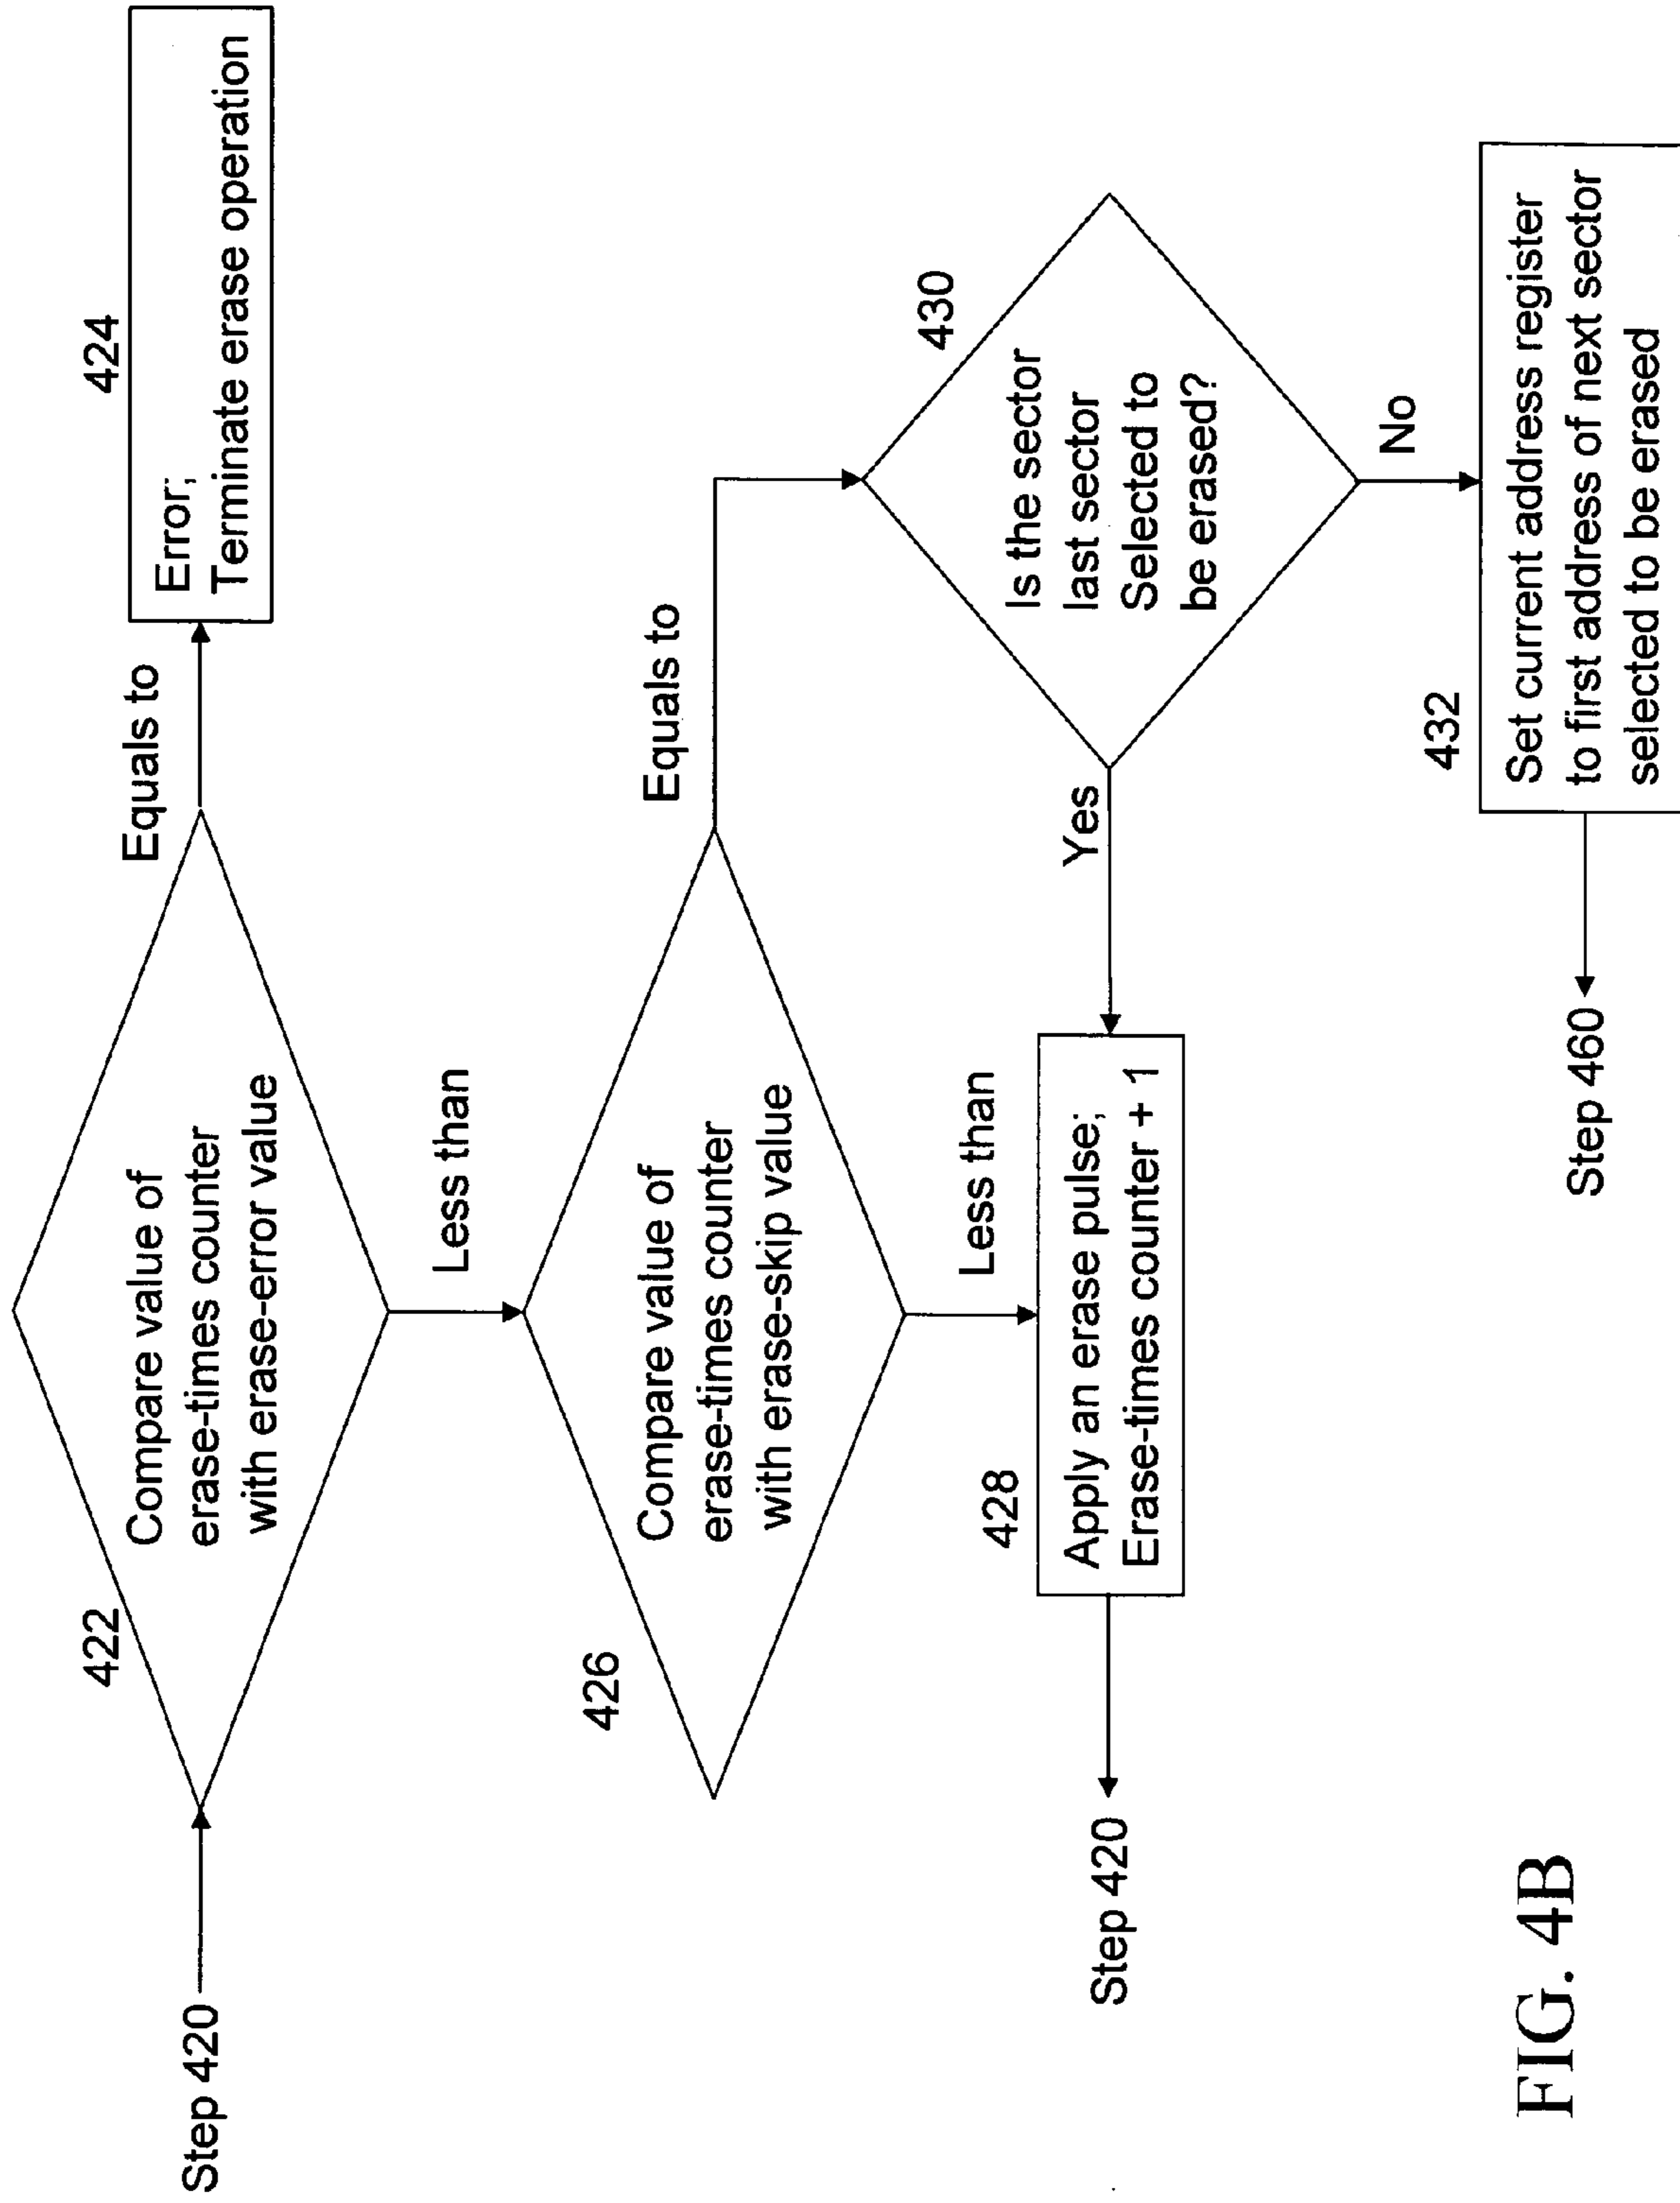 Step 420
422
Compare value of
erase-times counter
with erase-error value
Equals to
424
Error;
Terminate erase operation
Less than
426
Compare value of
erase-times counter
with erase-skip value
Equals to
Less than
428
Apply an erase pulse;
Erase-times counter + 1
Step 420
Yes
430
Is the sector
last sector
Selected to
be erased?
No
432
Set current address register
to first address of next sector
selected to be erased
Step 460
FIG. 4B